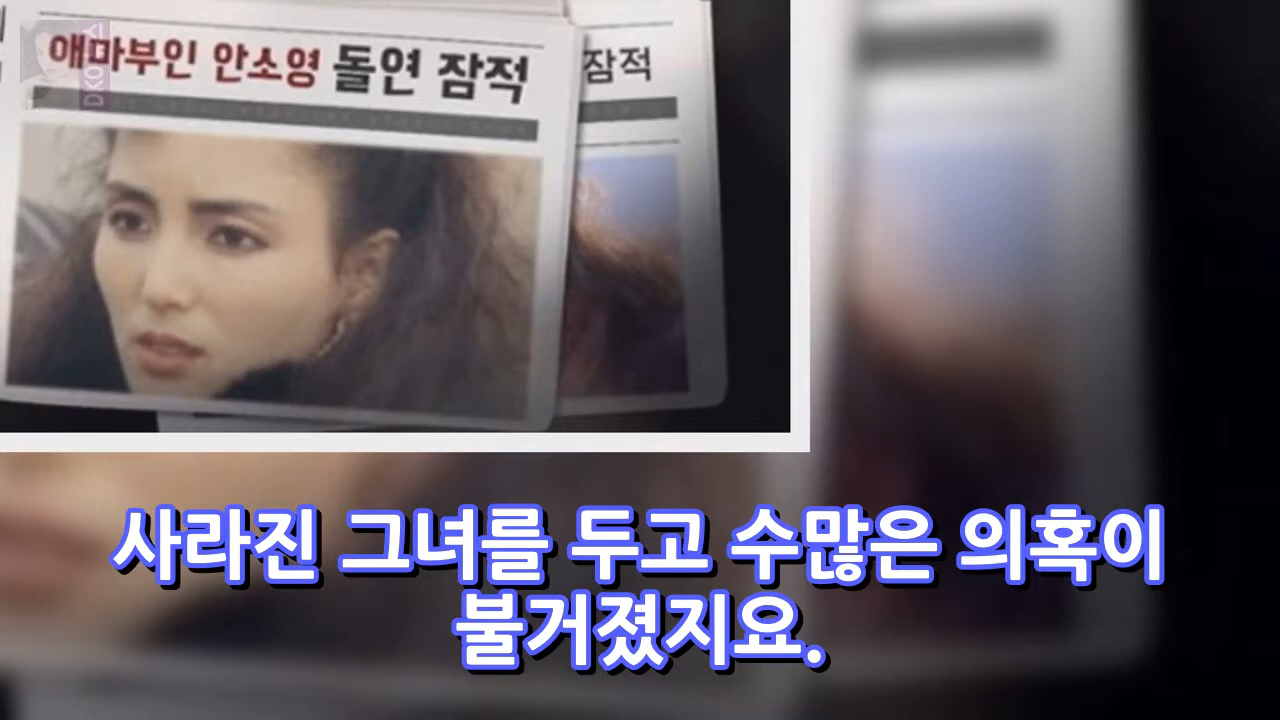 애마부인 안소영 돌연 잠적
잠적
사라진 그녀를 두고 수많은 의혹이
불거졌지요.